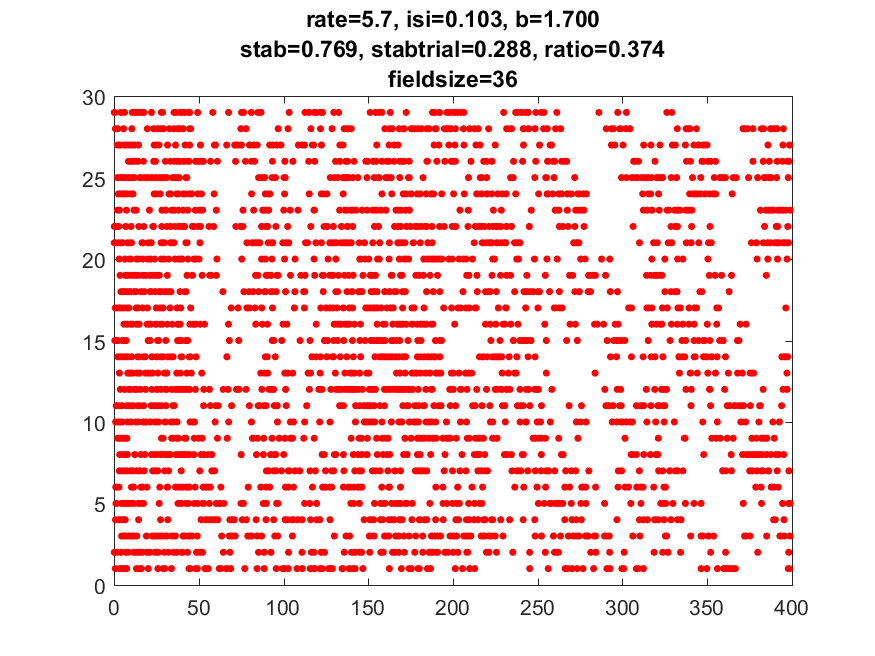 rate=5.7, isi=0.103, b=1.700
stab=0.769, stabtrial=0.288, ratio=0.374
fieldsize=36
30
25
20
15
10
5
0
0 50 100 150 200 250 300 350 400